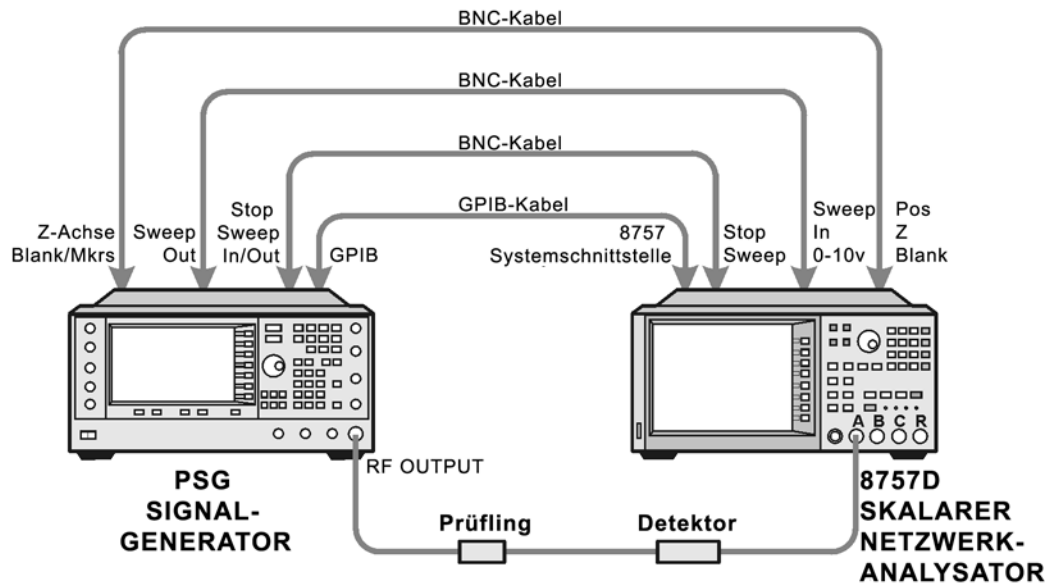 BNC-Kabel
BNC-Kabel
BNC-Kabel
GPIB-Kabel
Z-Achse
Blank/Mkrs
Sweep
Out
Stop
Sweep
In/Out
GPIB
8757
Systemschnittstelle
Stop
Sweep
Sweep
In
0-10v
Pos
Z
Blank
A B C R
RF OUTPUT
PSG
SIGNAL-
GENERATOR
Prüfling
Detektor
8757D
SKALARER
NETZWERK-
ANALYSATOR